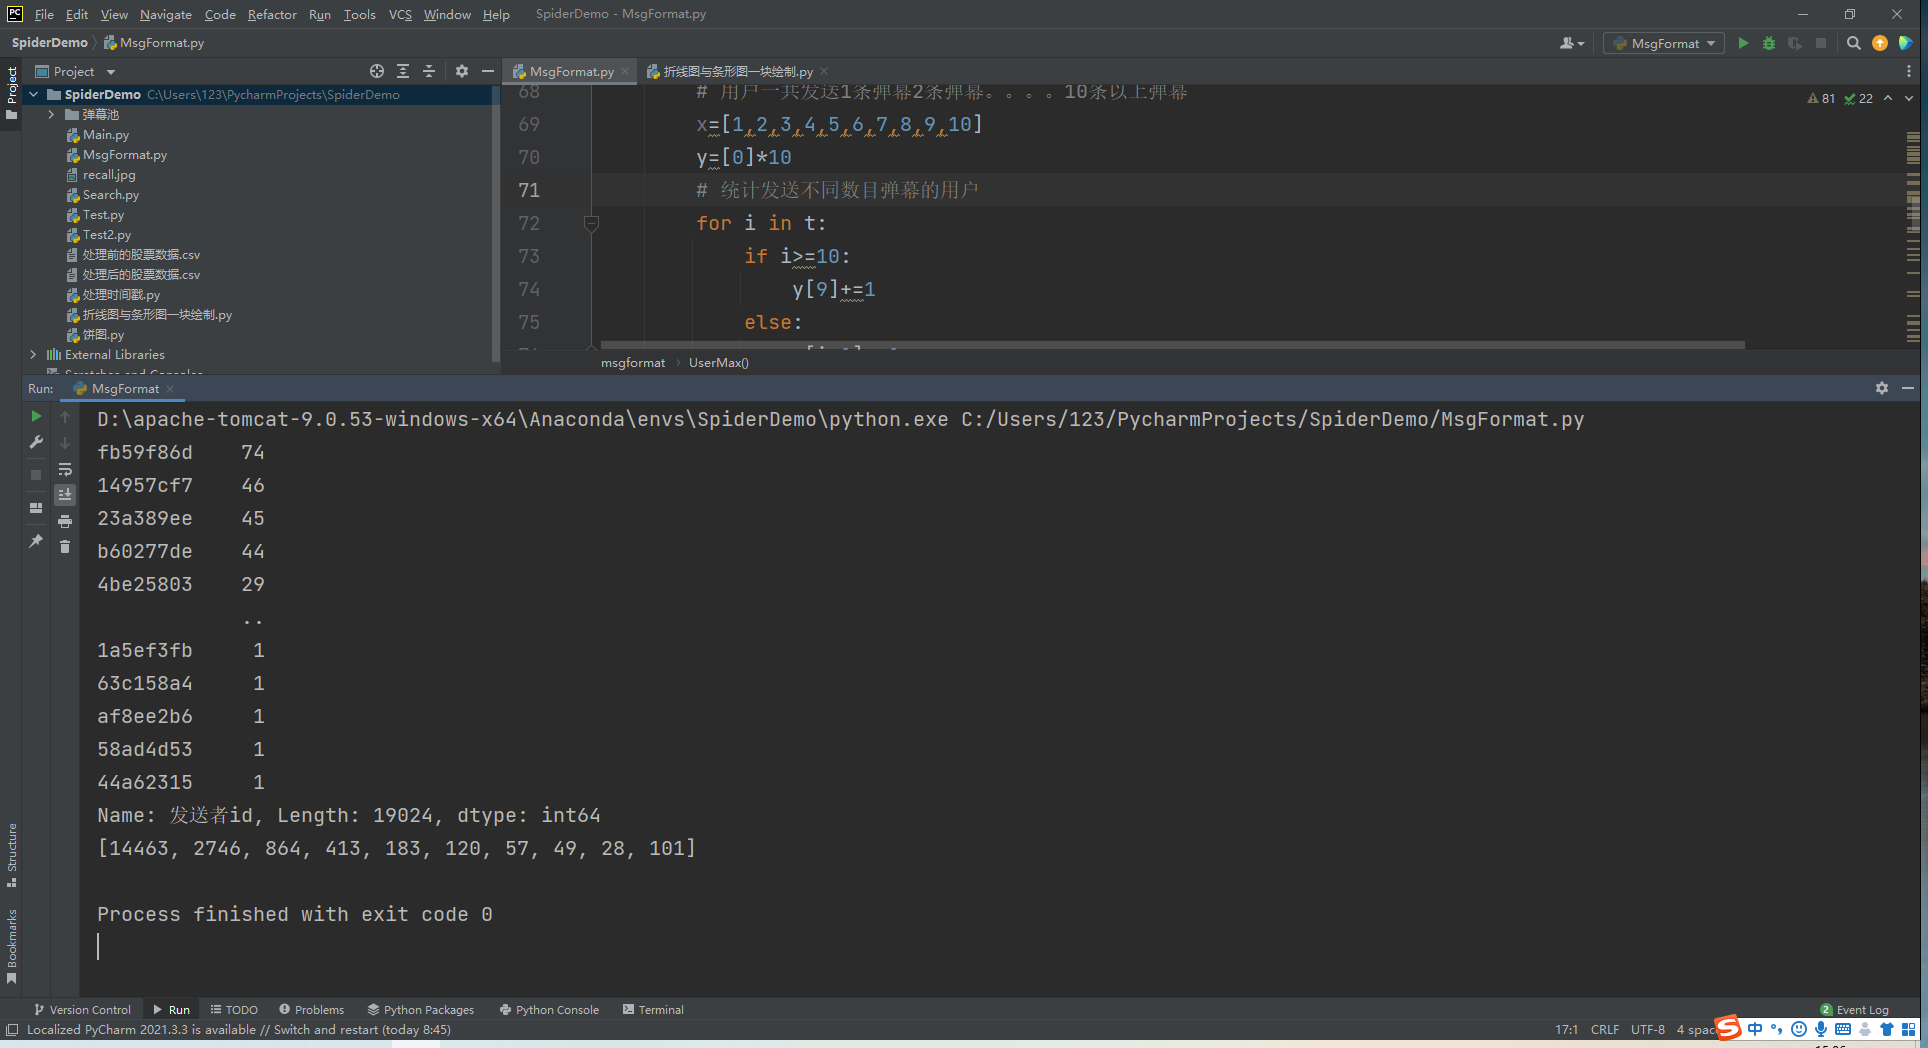 PC File Edit View Navigate Code Refactor Run Tools VCS Window Help SpiderDemo - MsgFormat.py
SpiderDemo MsgFormat.py MsgFormat
Project MsgFormat.py 折线图与条形图一块绘制.py
Project
SpiderDemo C:\Users\123\PycharmProjects\SpiderDemo
弹幕池
Main.py
MsgFormat.py
recall.jpg
Search.py
Test.py
Test2.py
处理前的股票数据.csv
处理后的股票数据.csv
处理时间戳.py
折线图与条形图一块绘制.py
饼图.py
External Libraries
68 # 用户一共发送1条弹幕2条弹幕。。。。10条以上弹幕
81 22
69 x=[1,2,3,4,5,6,7,8,9,10]
70 y=[0]*10
71 # 统计发送不同数目弹幕的用户
72 for i in t:
73 if i>=10:
74 y[9]+=1
75 else:
msgformat UserMax()
Run: MsgFormat
D:\apache-tomcat-9.0.53-windows-x64\Anaconda\envs\SpiderDemo\python.exe C:/Users/123/PycharmProjects/SpiderDemo/MsgFormat.py
fb59f86d 74
14957cf7 46
23a389ee 45
b60277de 44
4be25803 29
..
1a5ef3fb 1
63c158a4 1
af8ee2b6 1
58ad4d53 1
44a62315 1
Name: 发送者id, Length: 19024, dtype: int64
[14463, 2746, 864, 413, 183, 120, 57, 49, 28, 101]
Process finished with exit code 0
Structure
Bookmarks
Version Control Run TODO Problems Python Packages Python Console Terminal 2 Event Log
Localized PyCharm 2021.3.3 is available // Switch and restart (today 8:45) 17:1 CRLF UTF-8 4 spac S 中